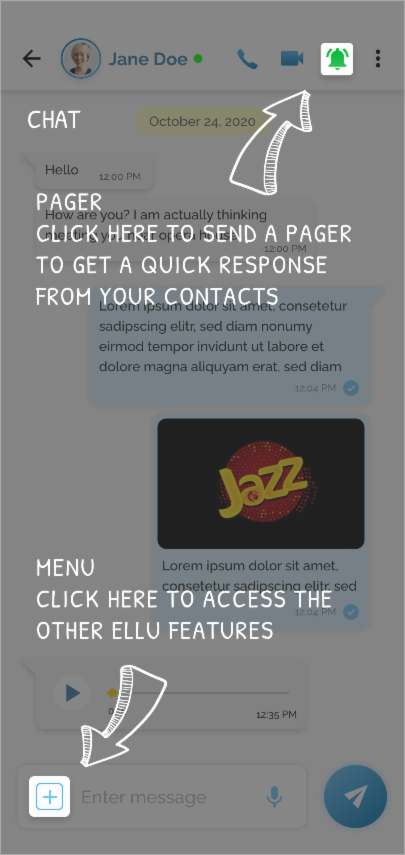 Jane Doe
CHAT
October 24, 2020
Hello
12:00 PM
PAGER
How are you? I am actually thinking
CLICK HERE TO SEND A PAGER
12:00 PM
TO GET A QUICK RESPONSE
FROM YOUR CONTACTS
Lorem ipsum dolor sit amet, consetetur
sadipscing elitr, sed diam nonumy
eirmod tempor invidunt ut labore et
dolore magna aliquyam erat, sed diam
12:04 PM
Jazz
Lorem ipsum dolor sit amet,
consetetur sadipscing elitr, sed
12:04 PM
MENU
CLICK HERE TO ACCESS THE
OTHER ELLU FEATURES
12:35 PM
Enter message